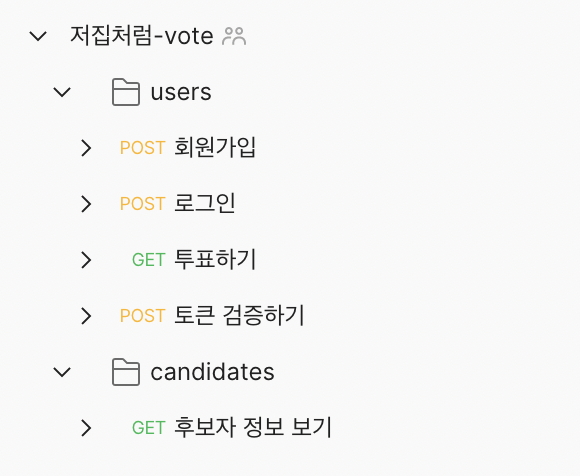 저집처럼-vote
users
POST 회원가입
POST 로그인
GET 투표하기
POST 토큰 검증하기
candidates
GET 후보자 정보 보기